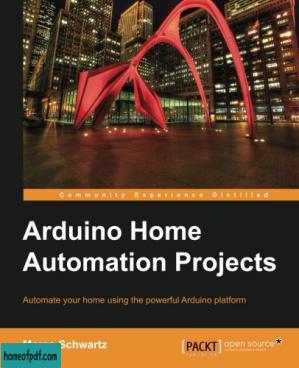 Community Experience Distilled
Arduino Home
Automation Projects
Automate your home using the powerful Arduino platform
Schwartz
homeofpdf.com
[PACKT]
open source*
PUBLISHING